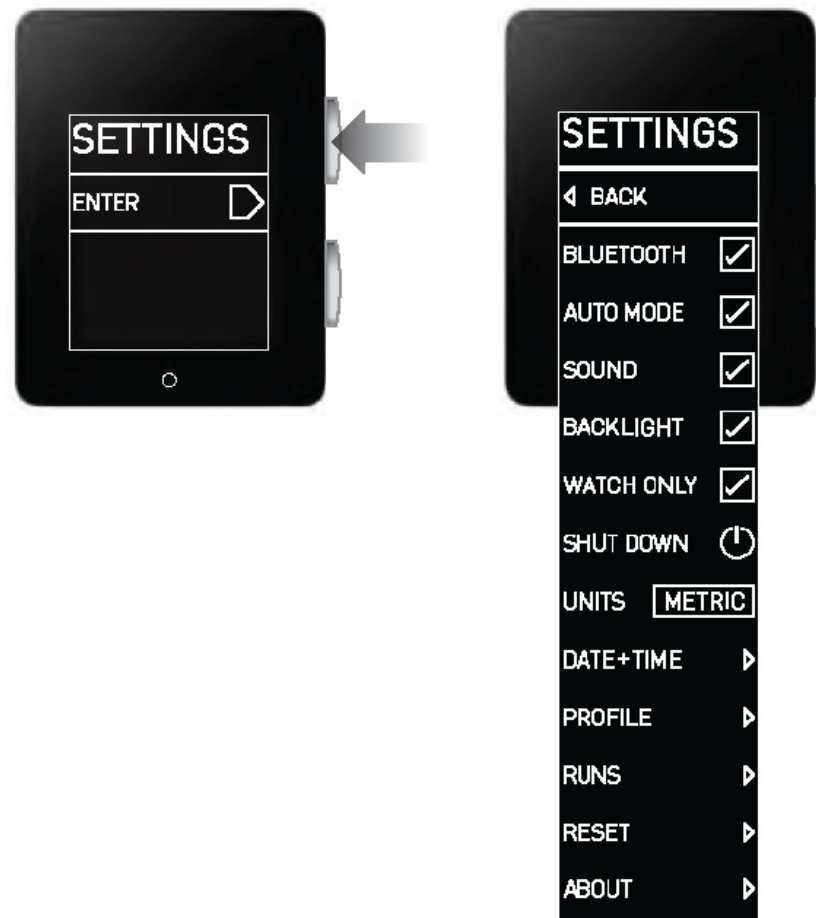 SETTINGS
ENTER
SETTINGS
BACK
BLUETOOTH
AUTO MODE
SOUND
BACKLIGHT
WATCH ONLY
SHUT DOWN
UNITS METRIC
DATE+TIME
PROFILE
RUNS
RESET
ABOUT